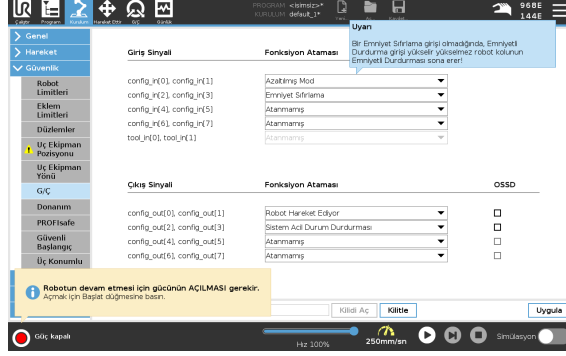 PROGRAM <isimsiz>*
KURULUM default_1*
968E
144E
Çalıştır Program Kurulum Hareket Ettir G/Ç Günlük
Yeni... Aç... Kaydet...
Uyarı
Bir Emniyet Sıfırlama girişi olmadığında, Emniyetli
Durdurma girişi yükselir yükselmez robot kolunun
Emniyetli Durdurması sona erer!
Genel
Hareket
Güvenlik
Robot
Limitleri
Eklem
Limitleri
Düzlemler
Uç Ekipman
Pozisyonu
Uç Ekipman
Yönü
G/Ç
Donanım
PROFIsafe
Güvenli
Başlangıç
Üç Konumlu
Giriş Sinyali Fonksiyon Ataması
config_in[0], config_in[1] Azaltılmış Mod
config_in[2], config_in[3] Emniyet Sıfırlama
config_in[4], config_in[5] Atanmamış
config_in[6], config_in[7] Atanmamış
tool_in[0], tool_in[1] Atanmamış
Çıkış Sinyali Fonksiyon Ataması OSSD
config_out[0], config_out[1] Robot Hareket Ediyor
config_out[2], config_out[3] Sistem Acil Durum Durdurması
config_out[4], config_out[5] Atanmamış
config_out[6], config_out[7] Atanmamış
Robotun devam etmesi için gücünün AÇILMASI gerekir.
Açmak için Başlat düğmesine basın.
Kilidi Aç Kilitle Uygula
Güç kapalı
Hız 100%
250mm/sn
Simülasyon